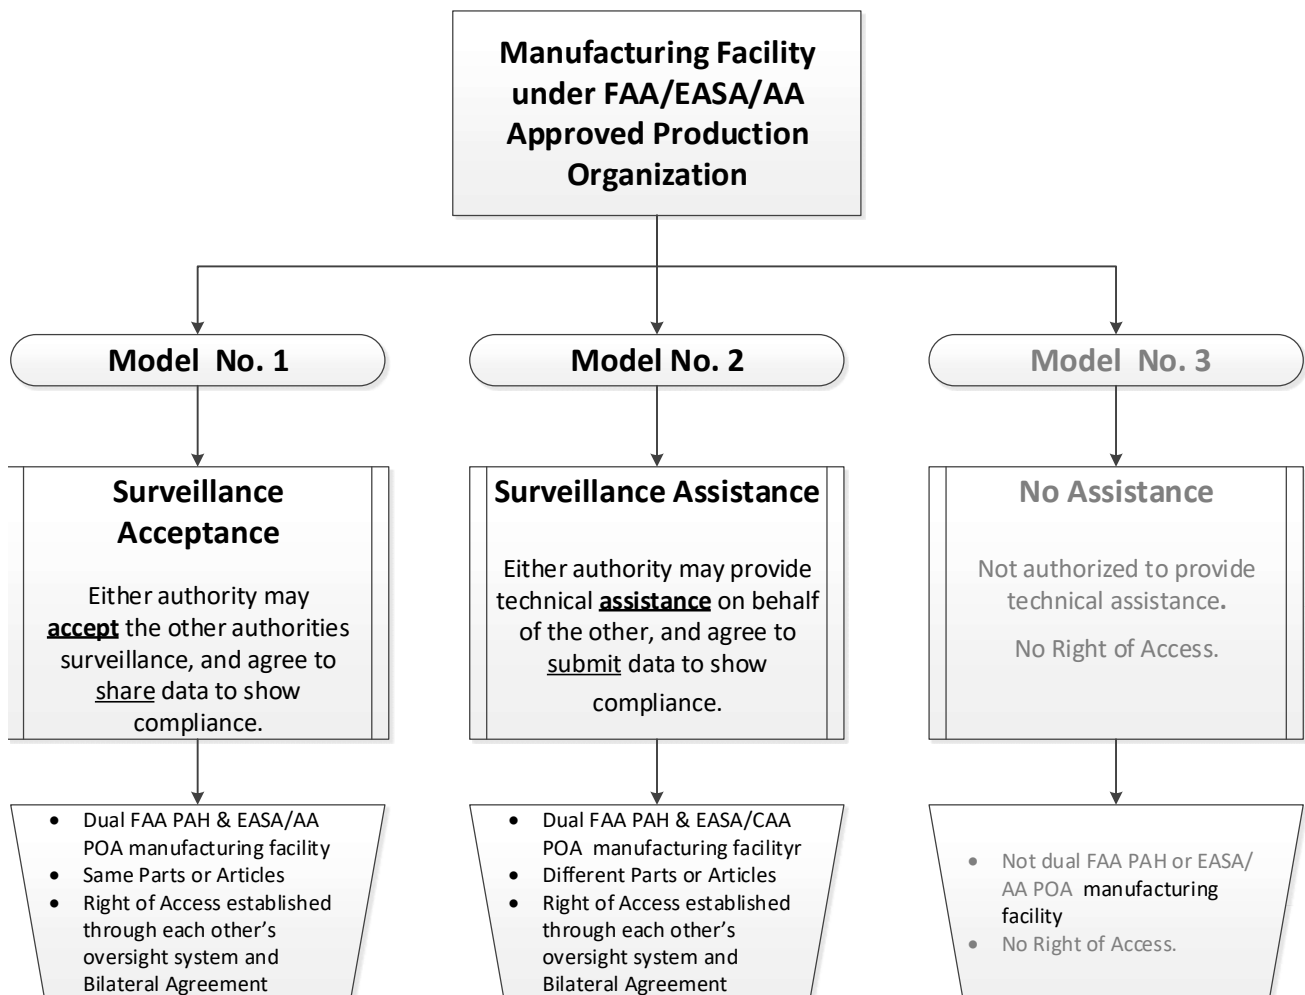 Manufacturing Facility
under FAA/EASA/AA
Approved Production
Organization
Model No. 1
Surveillance
Acceptance
Either authority may
accept the other authorities
surveillance, and agree to
share data to show
compliance.
• Dual FAA PAH & EASA/AA
POA manufacturing facility
• Same Parts or Articles
• Right of Access established
through each other’s
oversight system and
Bilateral Agreement
Model No. 2
Surveillance Assistance
Either authority may provide
technical assistance on behalf
of the other, and agree to
submit data to show
compliance.
• Dual FAA PAH & EASA/CAA
POA manufacturing facilityr
• Different Parts or Articles
• Right of Access established
through each other’s
oversight system and
Bilateral Agreement
Model No. 3
No Assistance
Not authorized to provide
technical assistance.
No Right of Access.
• Not dual FAA PAH or EASA/
AA POA manufacturing
facility
• No Right of Access.